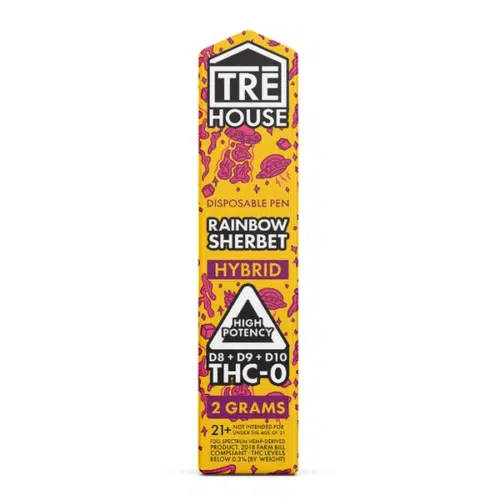 TRĒ
HOUSE
DISPOSABLE PEN
RAINBOW
SHERBET
HYBRID
HIGH
POTENCY
D8 + D9 + D10
THC-O
2 GRAMS
21+ NOT INTENDED FOR
UNDER THE AGE OF 21
FULL SPECTRUM HEMP-DERIVED
PRODUCT. 2018 FARM BILL
COMPLIANT - THC LEVELS
BELOW 0.3% (BY WEIGHT)